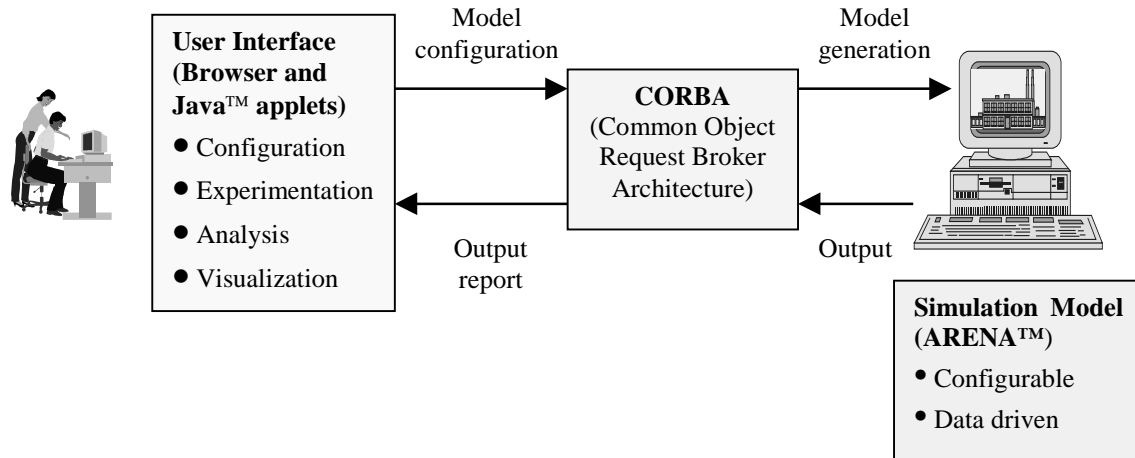 User Interface
(Browser and
Java™ applets)
● Configuration
● Experimentation
● Analysis
● Visualization
Model
configuration
Output
report
CORBA
(Common Object
Request Broker
Architecture)
Model
generation
Output
Simulation Model
(ARENA™)
• Configurable
• Data driven